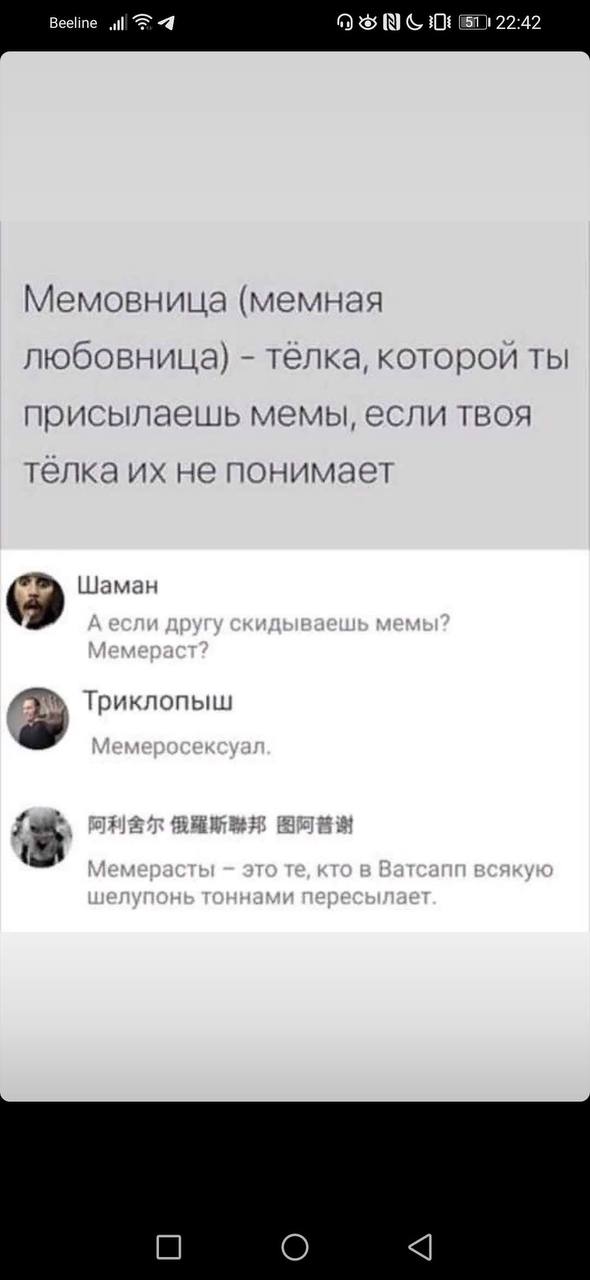 Beeline
51
22:42
Мемовница (мемная
любовница) – тёлка, которой ты
присылаешь мемы, если твоя
тёлка их не понимает
Шаман
А если другу скидываешь мемы?
Мемераст?
Триклопыш
Мемеросексуал.
阿利舍尔 俄羅斯聯邦 图阿普谢
Мемерасты – это те, кто в Ватсапп всякую
шелупонь тоннами пересылает.